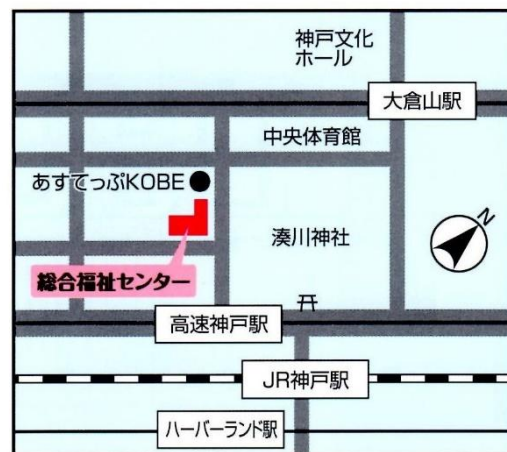 神戸文化
ホール
大倉山駅
中央体育館
あすてっぷKOBE
湊川神社
N
総合福祉センター
高速神戸駅
JR神戸駅
ハーバーランド駅